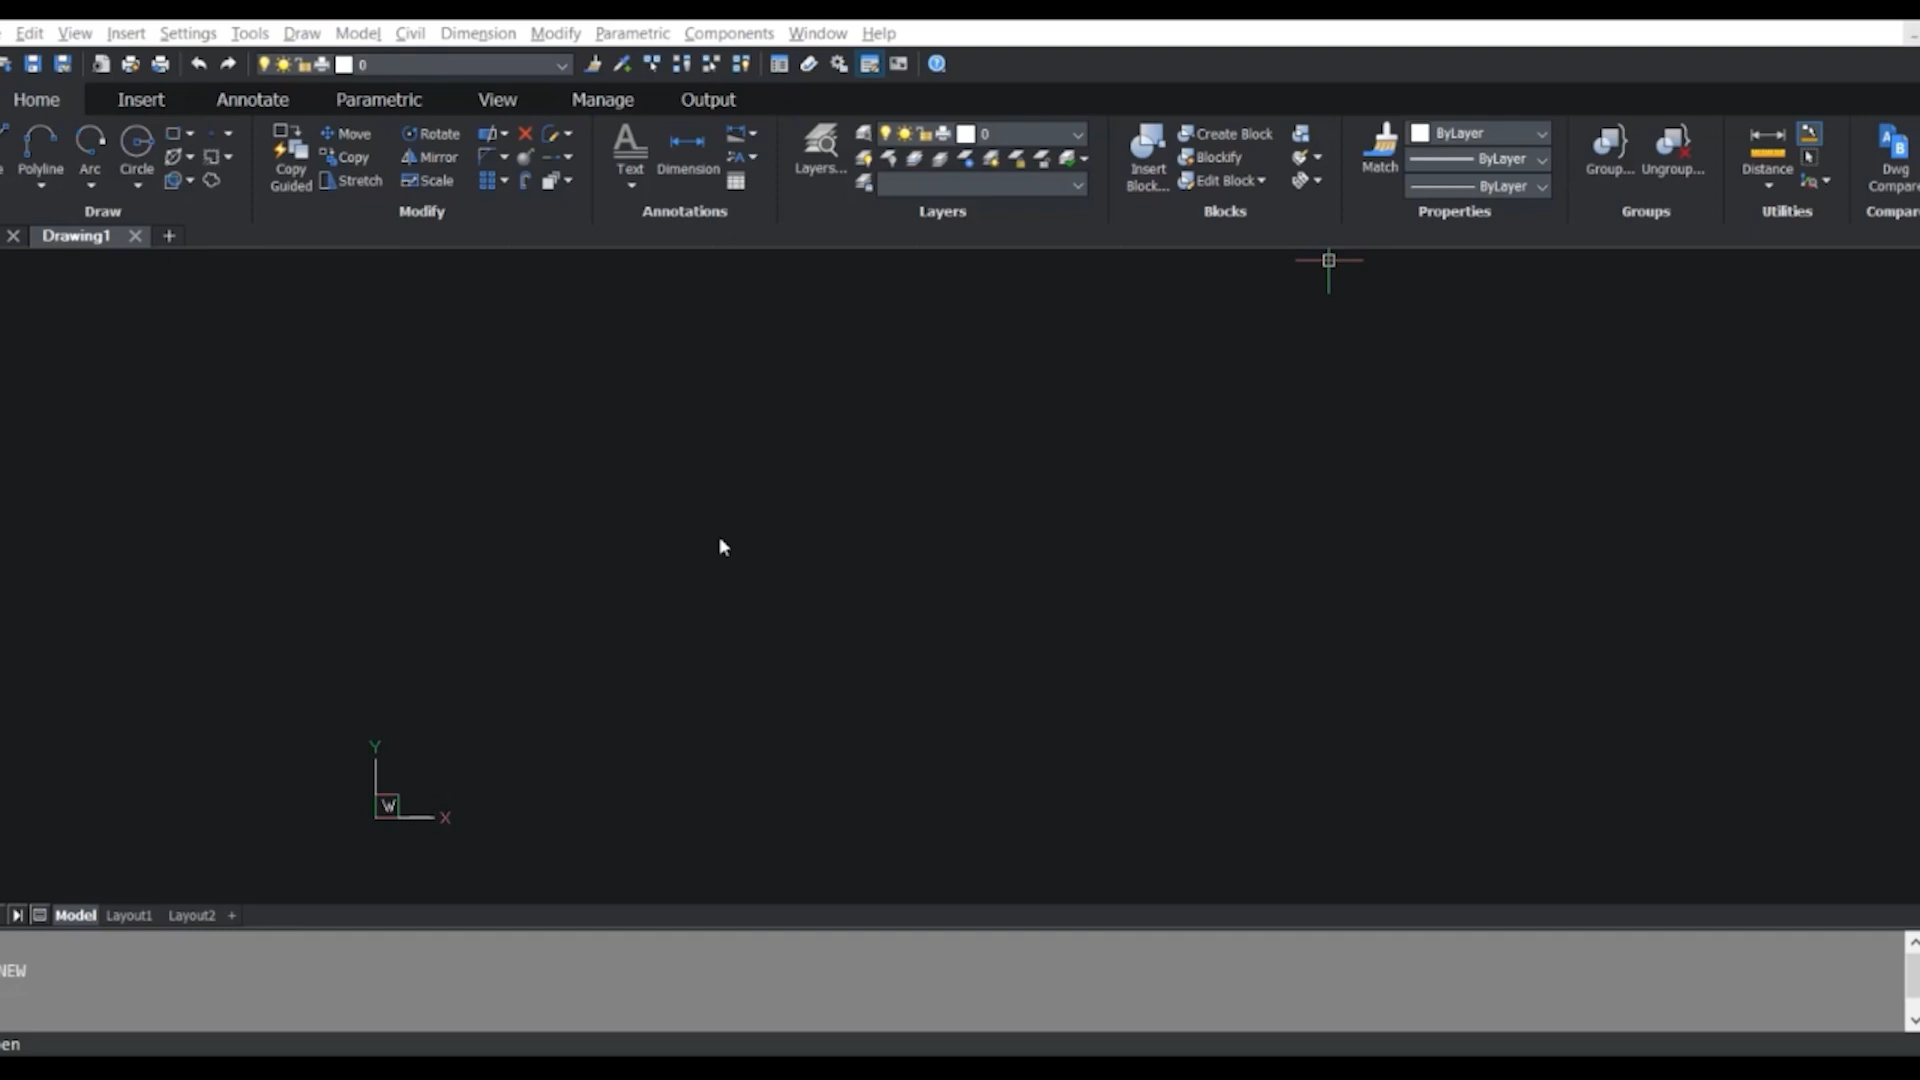 Edit View Insert Settings Tools Draw Model Civil Dimension Modify Parametric Components Window Help
0
Home Insert Annotate Parametric View Manage Output
Polyline Arc Circle
Draw
Copy Guided
Move Rotate
Copy Mirror
Stretch Scale
Modify
Text Dimension
Annotations
Layers...
0
Layers
Insert Block...
Create Block
Blockify
Edit Block
Blocks
Match
ByLayer
ByLayer
ByLayer
Properties
Group... Ungroup...
Groups
Distance
Utilities
Dwg Compare
Compar
Drawing1
Y
W
X
Model Layout1 Layout2 +
NEW
en